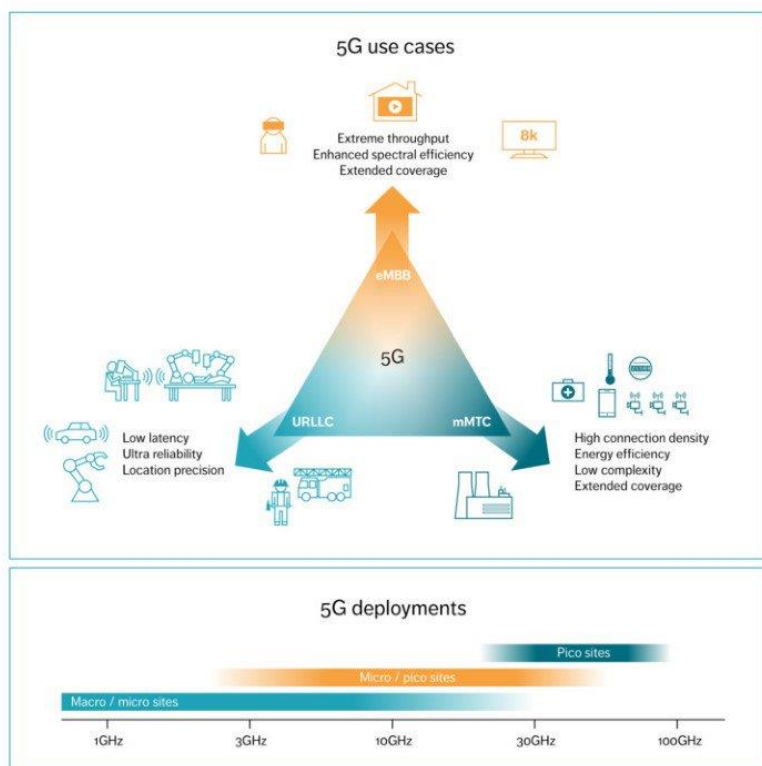 5G use cases
8k
Extreme throughput
Enhanced spectral efficiency
Extended coverage
eMBB
5G
URLLC
mMTC
Low latency
Ultra reliability
Location precision
High connection density
Energy efficiency
Low complexity
Extended coverage
5G deployments
Pico sites
Micro / pico sites
Macro / micro sites
1GHz
3GHz
10GHz
30GHz
100GHz